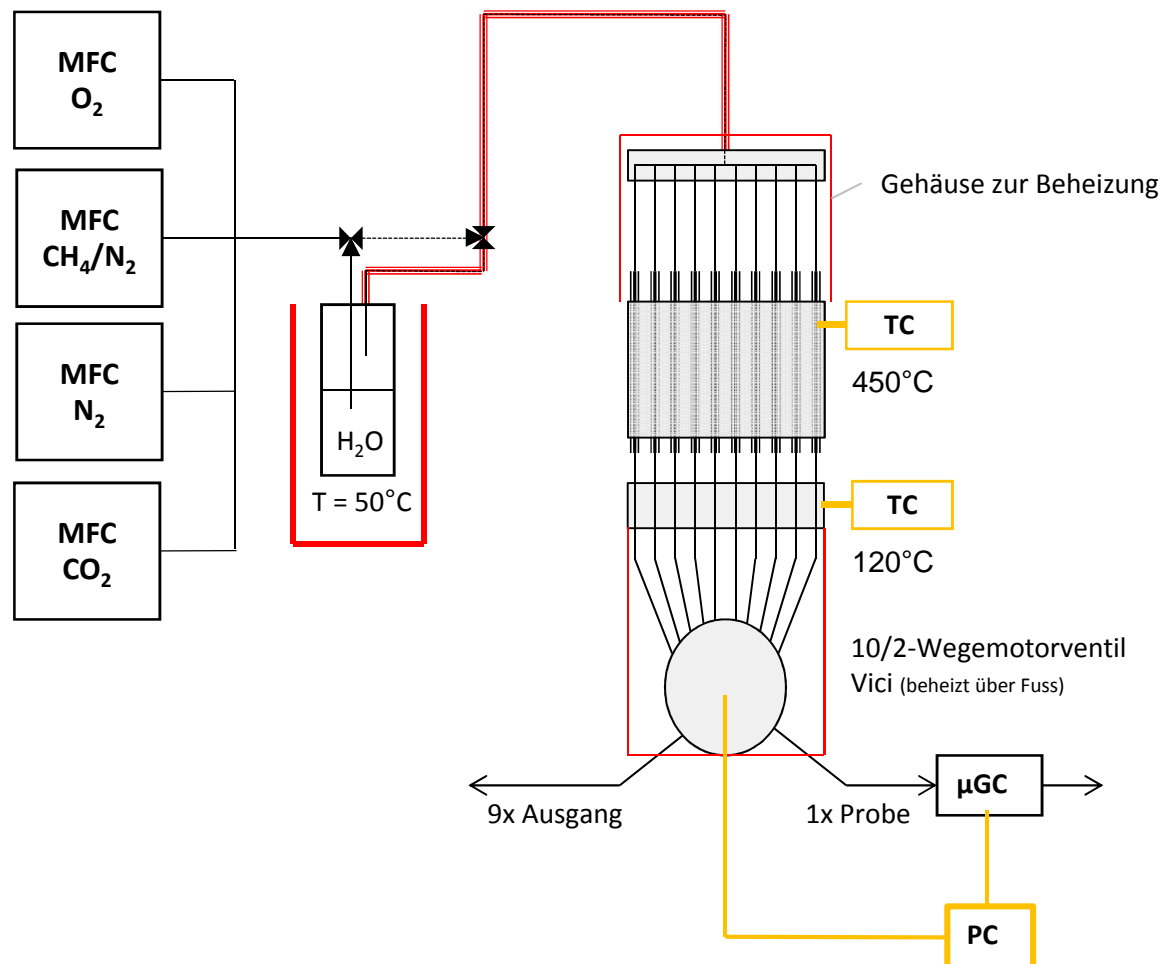 MFC
O₂
MFC
CH₄/N₂
MFC
N₂
MFC
CO₂
H₂O
T = 50°C
Gehäuse zur Beheizung
TC
450°C
TC
120°C
10/2-Wegemotorventil
Vici (beheizt über Fuss)
9x Ausgang
1x Probe
µGC
PC